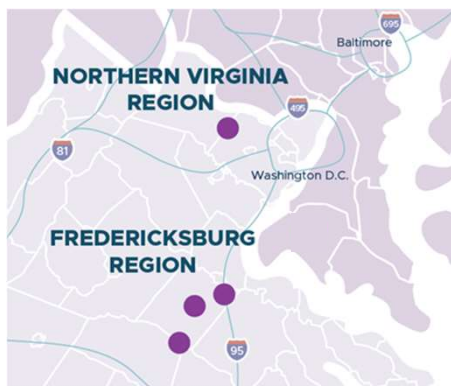 695
Baltimore
NORTHERN VIRGINIA
REGION
495
81
Washington D.C.
FREDERICKSBURG
REGION
95